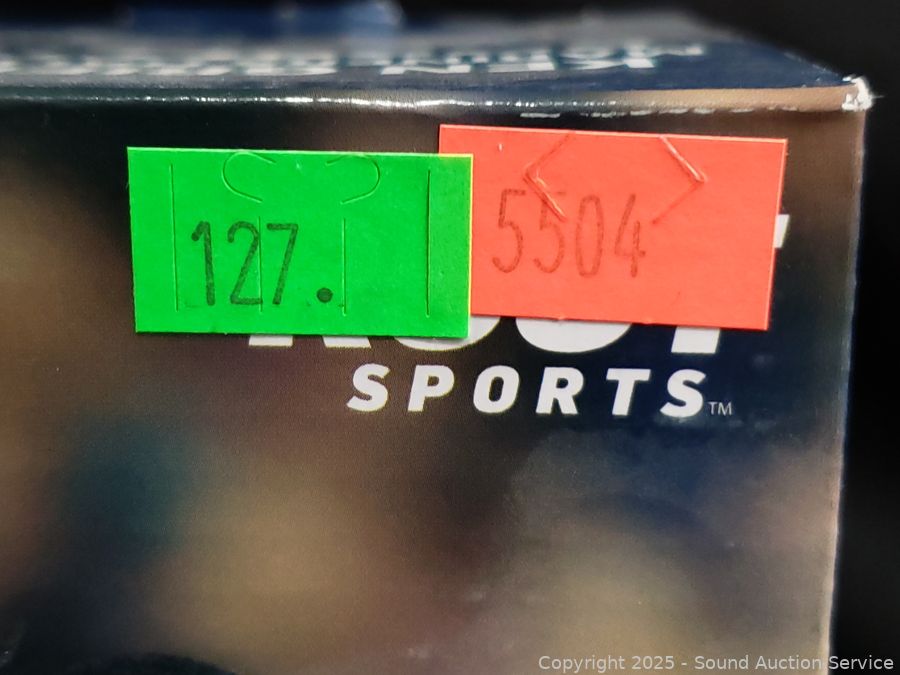 127.
5504
SPORTS™
Copyright 2025 - Sound Auction Service